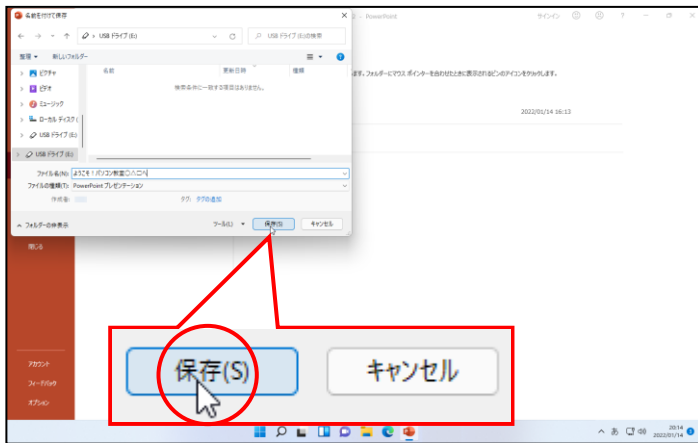 名前を付けて保存
- PowerPoint
サインイン
USB ドライブ (E:)
USB ドライブ (E:)の検索
整理
新しいフォルダー
ピクチャ
ビデオ
ミュージック
ローカル ディスク (
USB ドライブ (E:)
USB ドライブ (E:)
名前
更新日時
種類
検索条件に一致する項目はありません。
ファイル名(N): ようこそ！パソコン教室○△□へ
ファイルの種類(T): PowerPoint プレゼンテーション
作成者:
タグ: タグの追加
フォルダーの非表示
ツール(L)
保存(S)
キャンセル
ます。フォルダーにマウス ポインターを合わせたときに表示されるピンのアイコンをクリックします。
2022/01/14 16:13
閉じる
保存(S)
キャンセル
アカウント
フィードバック
オプション
あ
20:14
2022/01/14